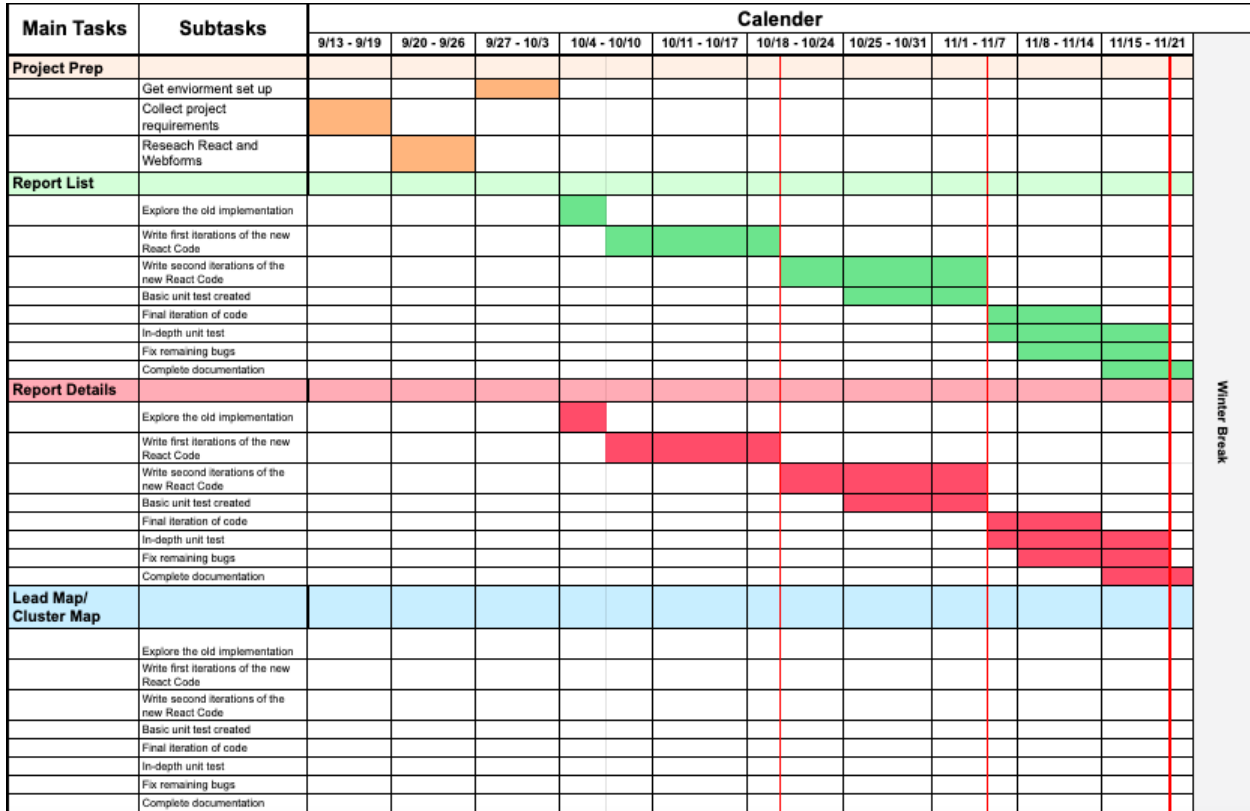 Main Tasks
Subtasks
Calender
9/13 - 9/19
9/20 - 9/26
9/27 - 10/3
10/4 - 10/10
10/11 - 10/17
10/18 - 10/24
10/25 - 10/31
11/1 - 11/7
11/8 - 11/14
11/15 - 11/21
Winter Break
Project Prep
Get enviorment set up
Collect project
requirements
Reseach React and
Webforms
Report List
Explore the old implementation
Write first iterations of the new
React Code
Write second iterations of the
new React Code
Basic unit test created
Final iteration of code
In-depth unit test
Fix remaining bugs
Complete documentation
Report Details
Explore the old implementation
Write first iterations of the new
React Code
Write second iterations of the
new React Code
Basic unit test created
Final iteration of code
In-depth unit test
Fix remaining bugs
Complete documentation
Lead Map/
Cluster Map
Explore the old implementation
Write first iterations of the new
React Code
Write second iterations of the
new React Code
Basic unit test created
Final iteration of code
In-depth unit test
Fix remaining bugs
Complete documentation